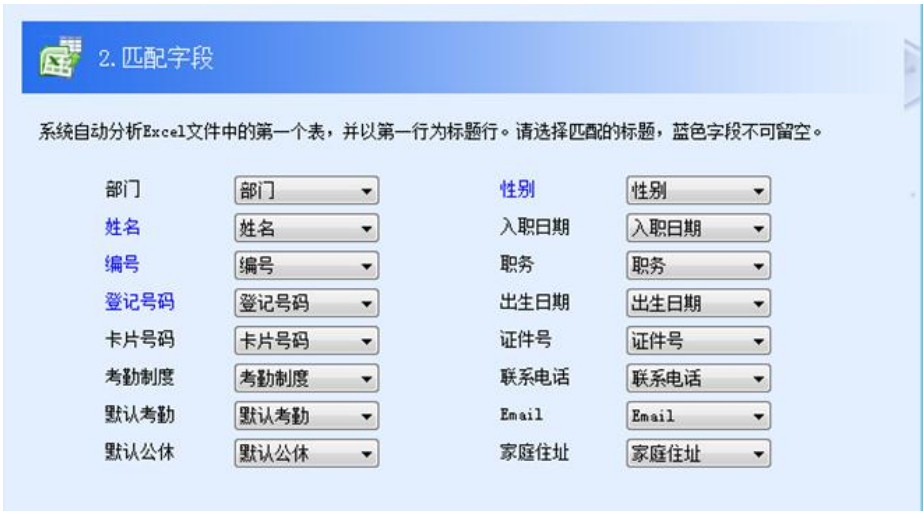 2.匹配字段
系统自动分析Excel文件中的第一个表，并以第一行为标题行。请选择匹配的标题，蓝色字段不可留空。
部门 部门 性别 性别
姓名 姓名 入职日期 入职日期
编号 编号 职务 职务
登记号码 登记号码 出生日期 出生日期
卡片号码 卡片号码 证件号 证件号
考勤制度 考勤制度 联系电话 联系电话
默认考勤 默认考勤 Email Email
默认公休 默认公休 家庭住址 家庭住址